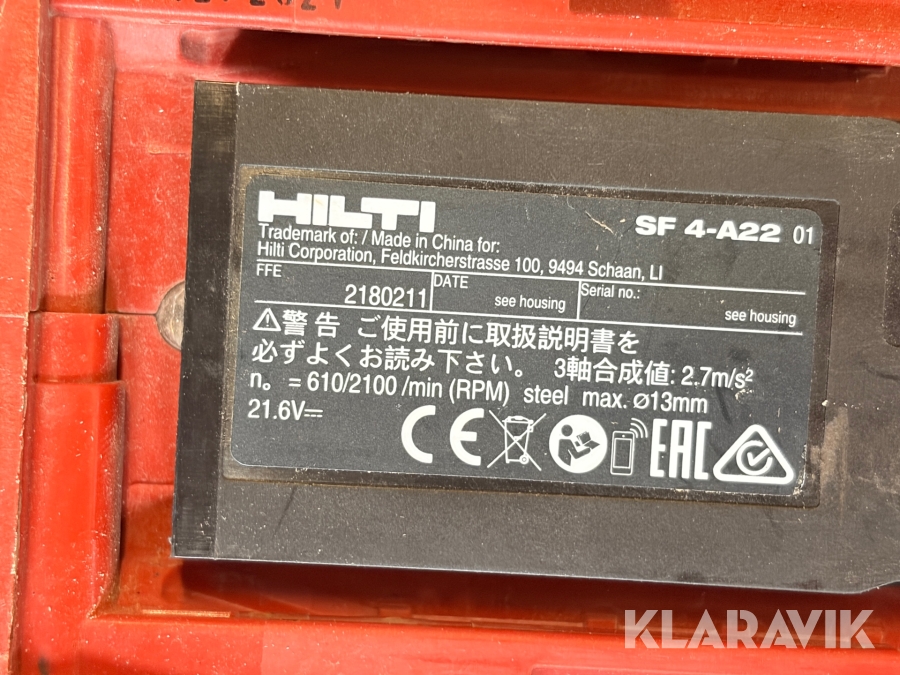 HILTI
SF 4-A22 01
Trademark of: / Made in China for:
Hilti Corporation, Feldkircherstrasse 100, 9494 Schaan, LI
FFE
2180211
DATE
see housing
Serial no.:
see housing
⚠警告 ご使用前に取扱説明書を
必ずよくお読み下さい。 3軸合成値: 2.7m/s²
n₀ = 610/2100 /min (RPM) steel max. ⌀13mm
21.6V⎓
CE
EAC
KLARAVIK